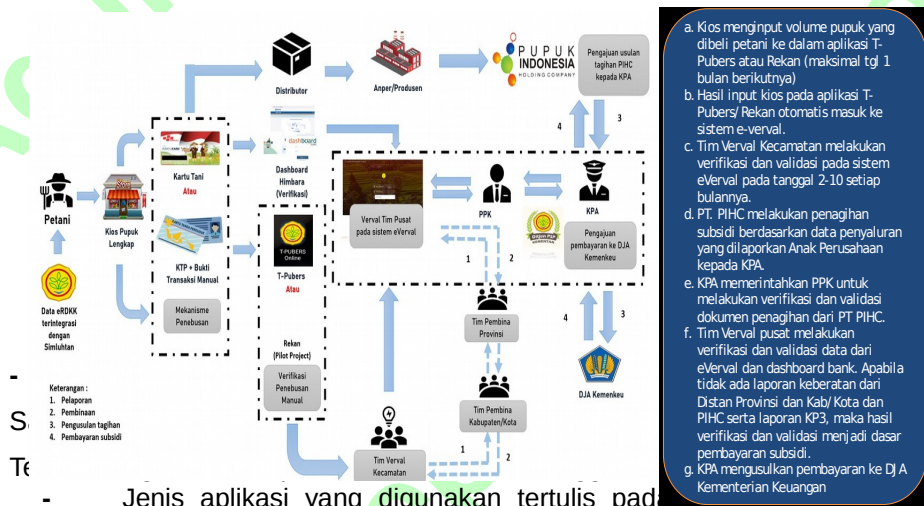 PUPUK
INDONESIA
HOLDING COMPANY
Pengajuan usulan
tagihan PIHC
kepada KPA
Distributor
Anper/Produsen
4
3
Kartu Tani
Atau
dashboard
Dashboard
Himbara
(Verifikasi)
Petani
Kios Pupuk
Lengkap
KTP + Bukti
Transaksi Manual
Mekanisme
Penebusan
Data eRDKK
terintegrasi
dengan
Simluhtan
T-PUBERS
Online
T-Pubers
Atau
Rekan
(Pilot Project)
Verifikasi
Penebusan
Manual
Verval Tim Pusat
pada sistem eVerval
PPK
KPA
Pengajuan
pembayaran ke DJA
Kemenkeu
1
2
Tim Pembina
Provinsi
4
3
DJA Kemenkeu
Tim Pembina
Kabupaten/Kota
1
2
Tim Verval
Kecamatan
Keterangan :
1. Pelaporan
2. Pembinaan
3. Pengusulan tagihan
4. Pembayaran subsidi
a. Kios menginput volume pupuk yang
dibeli petani ke dalam aplikasi T-
Pubers atau Rekan (maksimal tgl 1
bulan berikutnya)
b. Hasil input kios pada aplikasi T-
Pubers/Rekan otomatis masuk ke
sistem e-verval.
c. Tim Verval Kecamatan melakukan
verifikasi dan validasi pada sistem
eVerval pada tanggal 2-10 setiap
bulannya.
d. PT. PIHC melakukan penagihan
subsidi berdasarkan data penyaluran
yang dilaporkan Anak Perusahaan
kepada KPA.
e. KPA memerintahkan PPK untuk
melakukan verifikasi dan validasi
dokumen penagihan dari PT PIHC.
f. Tim Verval pusat melakukan
verifikasi dan validasi data dari
eVerval dan dashboard bank. Apabila
tidak ada laporan keberatan dari
Distan Provinsi dan Kab/Kota dan
PIHC serta laporan KP3, maka hasil
verifikasi dan validasi menjadi dasar
pembayaran subsidi.
g. KPA mengusulkan pembayaran ke DJA
Kementerian Keuangan
- Jenis aplikasi yang digunakan tertulis pada